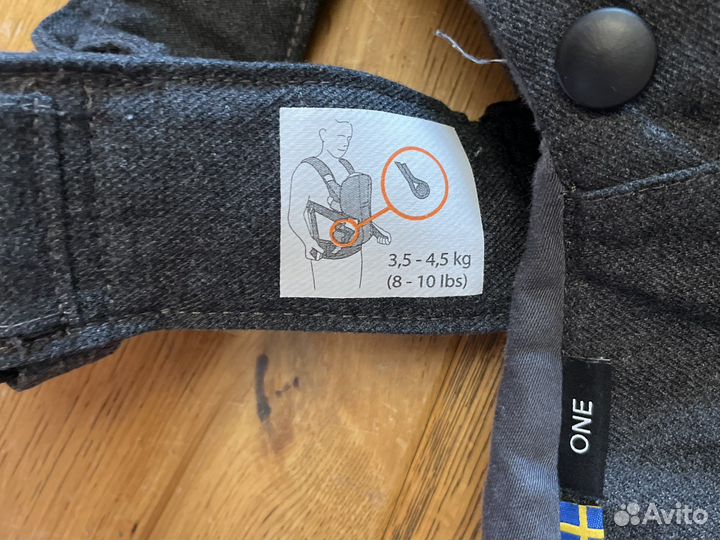 3,5 - 4,5 kg
(8 - 10 lbs)
ONE
Avito